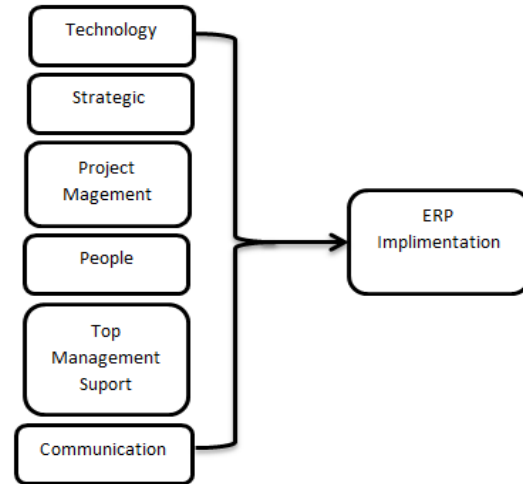 Technology
Strategic
Project
Magement
People
Top
Management
Suport
Communication
ERP
Implimentation